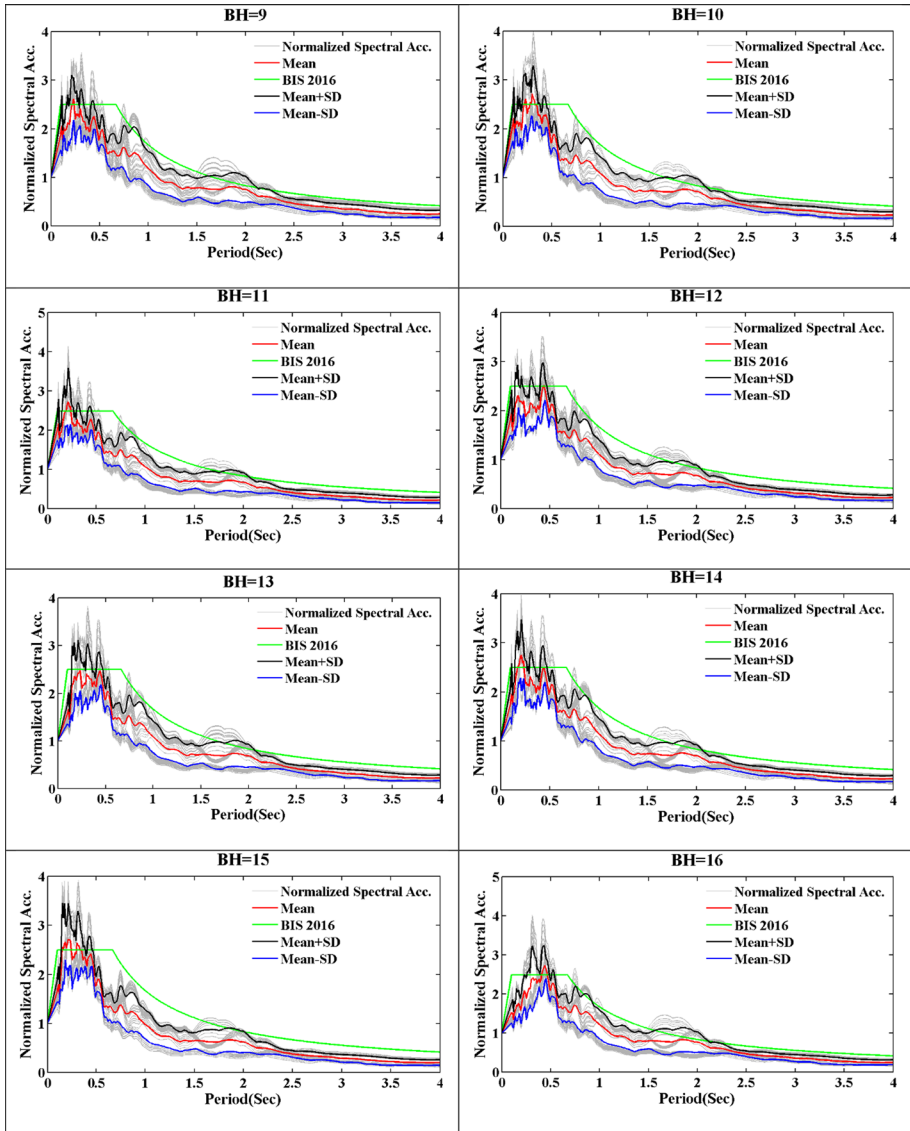 BH=9
4
3
2
1
0
Normalized Spectral Acc.
Normalized Spectral Acc.
Mean
BIS 2016
Mean+SD
Mean-SD
0 0.5 1 1.5 2 2.5 3 3.5 4
Period(Sec)
BH=10
4
3
2
1
0
Normalized Spectral Acc.
Normalized Spectral Acc.
Mean
BIS 2016
Mean+SD
Mean-SD
0 0.5 1 1.5 2 2.5 3 3.5 4
Period(Sec)
BH=11
5
4
3
2
1
0
Normalized Spectral Acc.
Normalized Spectral Acc.
Mean
BIS 2016
Mean+SD
Mean-SD
0 0.5 1 1.5 2 2.5 3 3.5 4
Period(Sec)
BH=12
4
3
2
1
0
Normalized Spectral Acc.
Normalized Spectral Acc.
Mean
BIS 2016
Mean+SD
Mean-SD
0 0.5 1 1.5 2 2.5 3 3.5 4
Period(Sec)
BH=13
4
3
2
1
0
Normalized Spectral Acc.
Normalized Spectral Acc.
Mean
BIS 2016
Mean+SD
Mean-SD
0 0.5 1 1.5 2 2.5 3 3.5 4
Period(Sec)
BH=14
4
3
2
1
0
Normalized Spectral Acc.
Normalized Spectral Acc.
Mean
BIS 2016
Mean+SD
Mean-SD
0 0.5 1 1.5 2 2.5 3 3.5 4
Period(Sec)
BH=15
4
3
2
1
0
Normalized Spectral Acc.
Normalized Spectral Acc.
Mean
BIS 2016
Mean+SD
Mean-SD
0 0.5 1 1.5 2 2.5 3 3.5 4
Period(Sec)
BH=16
5
4
3
2
1
0
Normalized Spectral Acc.
Normalized Spectral Acc.
Mean
BIS 2016
Mean+SD
Mean-SD
0 0.5 1 1.5 2 2.5 3 3.5 4
Period(Sec)